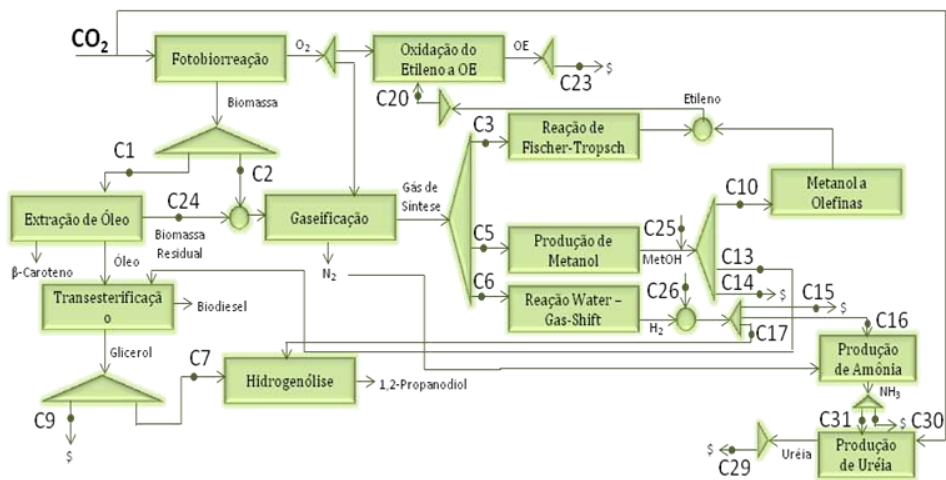 CO₂
Fotobiorreação
O₂
Oxidação do
Etileno a OE
OE
C23
$
C20
Etileno
Biomassa
C3
Reação de
Fischer-Tropsch
C1
C2
Extração de Óleo
C24
Biomassa
Residual
Gaseificação
Gás de
Síntese
C10
Metanol a
Olefinas
C5
Produção de
Metanol
C25
MetOH
C13
C14
$
β-Caroteno
Óleo
N₂
C6
Reação Water –
Gas-Shift
H₂
C26
C15
$
C17
C16
Transesterificaçã
o
Biodiesel
Glicerol
C7
Hidrogenólise
1,2-Propanodiol
Produção
de Amônia
NH₃
C9
$
C31
$
C30
$
C29
Uréia
Produção
de Uréia